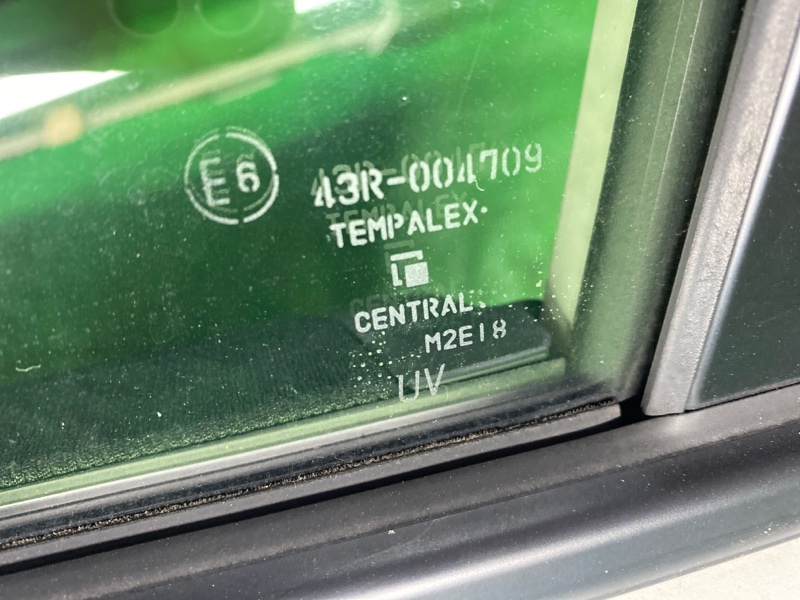 E6 43R-004709
TEMPALEX
CENTRAL
M2E18
UV